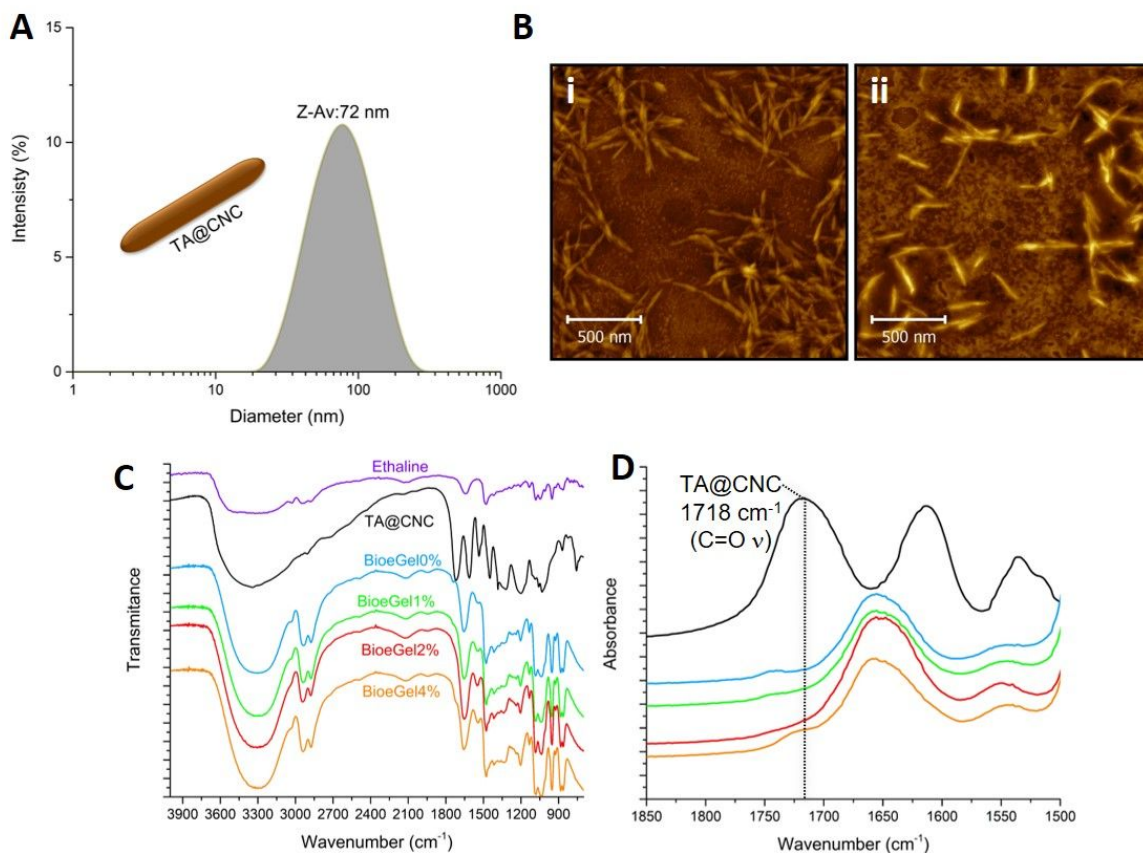 A
15
10
5
0
Intensisty (%)
Z-Av:72 nm
TA@CNC
1
10
100
1000
Diameter (nm)
B
i
500 nm
ii
500 nm
C
Ethaline
TA@CNC
BioeGel0%
BioeGel1%
BioeGel2%
BioeGel4%
Transmitance
3900 3600 3300 3000 2700 2400 2100 1800 1500 1200 900
Wavenumber (cm⁻¹)
D
TA@CNC
1718 cm⁻¹
(C=O ν)
Absorbance
1850 1750 1700 1650 1600 1550 1500
Wavenumber (cm⁻¹)